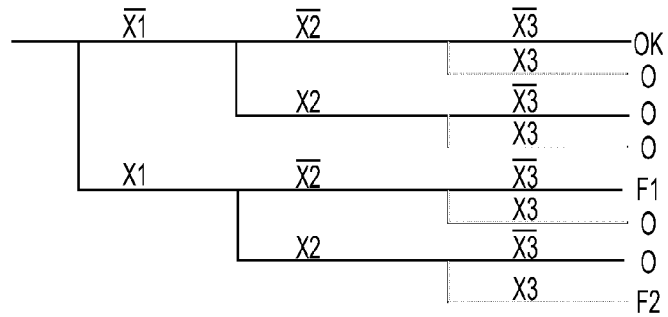 X̅1̅ X̅2̅ X̅3̅ OK
X3 O
X2 X̅3̅ O
X3 O
X1 X̅2̅ X̅3̅ F1
X3 O
X2 X̅3̅ O
X3 F2